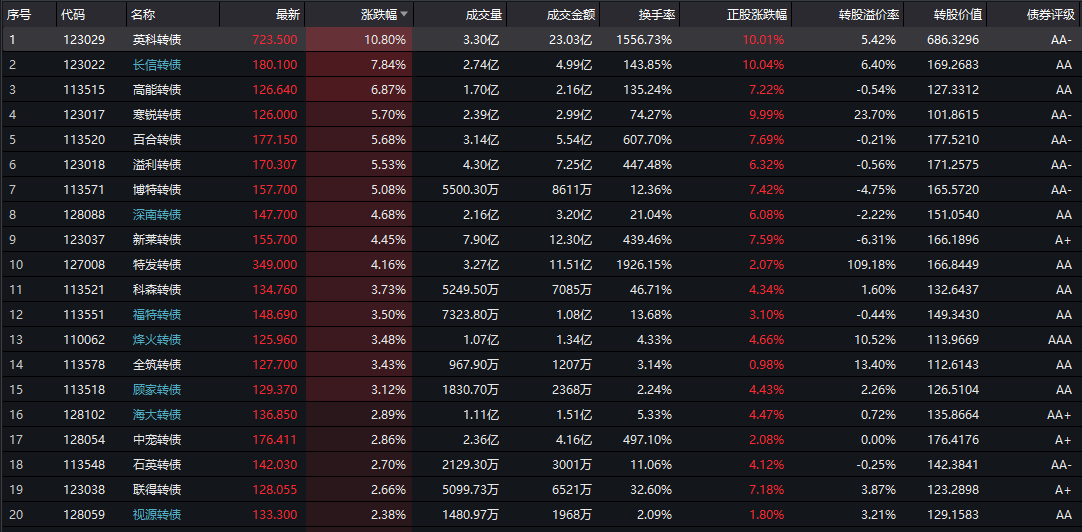 序号 代码 名称 最新 涨跌幅 成交量 成交金额 换手率 正股涨跌幅 转股溢价率 转股价值 债券评级
1 123029 英科转债 723.500 10.80% 3.30亿 23.03亿 1556.73% 10.01% 5.42% 686.3296 AA-
2 123022 长信转债 180.100 7.84% 2.74亿 4.99亿 143.85% 10.04% 6.40% 169.2683 AA
3 113515 高能转债 126.640 6.87% 1.70亿 2.16亿 135.24% 7.22% -0.54% 127.3312 AA
4 123017 寒锐转债 126.000 5.70% 2.39亿 2.99亿 74.27% 9.99% 23.70% 101.8615 AA-
5 113520 百合转债 177.150 5.68% 3.14亿 5.54亿 607.70% 7.69% -0.21% 177.5210 AA-
6 123018 溢利转债 170.307 5.53% 4.30亿 7.25亿 447.48% 6.32% -0.56% 171.2575 AA-
7 113571 博特转债 157.700 5.08% 5500.30万 8611万 12.36% 7.42% -4.75% 165.5720 AA-
8 128088 深南转债 147.700 4.68% 2.16亿 3.20亿 21.04% 6.08% -2.22% 151.0540 AA
9 123037 新莱转债 155.700 4.45% 7.90亿 12.30亿 439.46% 7.59% -6.31% 166.1896 A+
10 127008 特发转债 349.000 4.16% 3.27亿 11.51亿 1926.15% 2.07% 109.18% 166.8449 AA
11 113521 科森转债 134.760 3.73% 5249.50万 7085万 46.71% 4.34% 1.60% 132.6437 AA
12 113551 福特转债 148.690 3.50% 7323.80万 1.08亿 13.68% 3.10% -0.44% 149.3430 AA
13 110062 烽火转债 125.960 3.48% 1.07亿 1.34亿 4.33% 4.66% 10.52% 113.9669 AAA
14 113578 全筑转债 127.700 3.43% 967.90万 1207万 3.14% 0.98% 13.40% 112.6143 AA
15 113518 顾家转债 129.370 3.12% 1830.70万 2368万 2.24% 4.43% 2.26% 126.5104 AA
16 128102 海大转债 136.850 2.89% 1.11亿 1.51亿 5.33% 4.47% 0.72% 135.8664 AA+
17 128054 中宠转债 176.411 2.86% 2.36亿 4.16亿 497.10% 2.08% 0.00% 176.4176 A+
18 113548 石英转债 142.030 2.70% 2129.30万 3001万 11.06% 4.12% -0.25% 142.3841 AA-
19 123038 联得转债 128.055 2.66% 5099.73万 6521万 32.60% 7.18% 3.87% 123.2898 A+
20 128059 视源转债 133.300 2.38% 1480.97万 1968万 2.09% 1.80% 3.21% 129.1583 AA